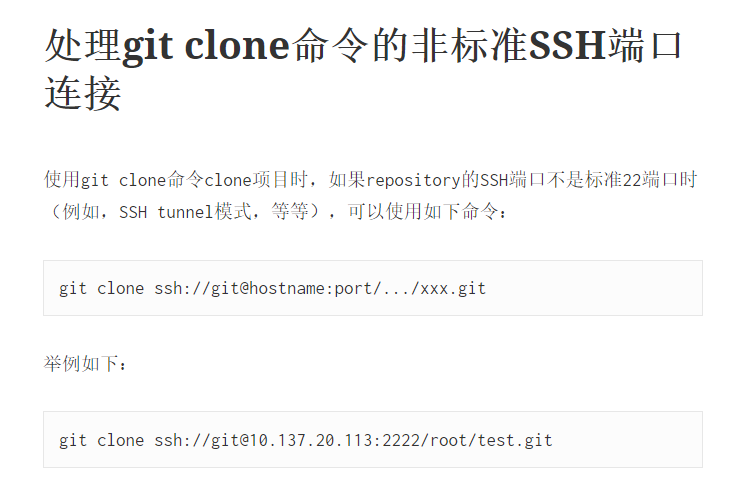 处理git clone命令的非标准SSH端口
连接
使用git clone命令clone项目时，如果repository的SSH端口不是标准22端口时
（例如，SSH tunnel模式，等等），可以使用如下命令：
git clone ssh://git@hostname:port/.../xxx.git
举例如下：
git clone ssh://git@10.137.20.113:2222/root/test.git